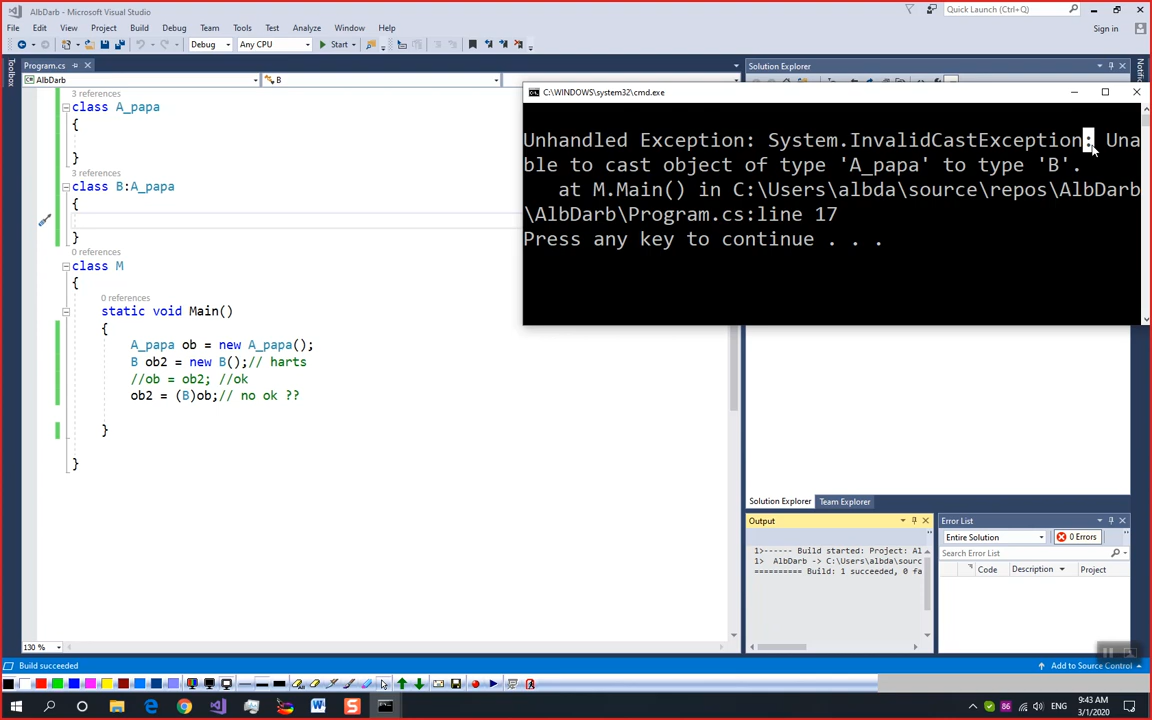 AlbDarb - Microsoft Visual Studio
Quick Launch (Ctrl+Q)
File Edit View Project Build Debug Team Tools Test Analyze Window Help
Sign in
Debug Any CPU Start
Toolbox
Program.cs
Solution Explorer
Notifications
AlbDarb
B
C:\WINDOWS\system32\cmd.exe
3 references
class A_papa
{
}
3 references
class B:A_papa
{
}
0 references
class M
{
0 references
static void Main()
{
A_papa ob = new A_papa();
B ob2 = new B();// harts
//ob = ob2; //ok
ob2 = (B)ob;// no ok ??
}
}
Unhandled Exception: System.InvalidCastException: Una
ble to cast object of type 'A_papa' to type 'B'.
at M.Main() in C:\Users\albda\source\repos\AlbDarb
\AlbDarb\Program.cs:line 17
Press any key to continue . . .
Solution Explorer Team Explorer
Output
Error List
Entire Solution 0 Errors
Search Error List
Code Description Project
1>------ Build started: Project: Al
1> AlbDarb -> C:\Users\albda\sourc
========== Build: 1 succeeded, 0 fa
130 %
Build succeeded
Add to Source Control
86 ENG
9:43 AM
3/1/2020